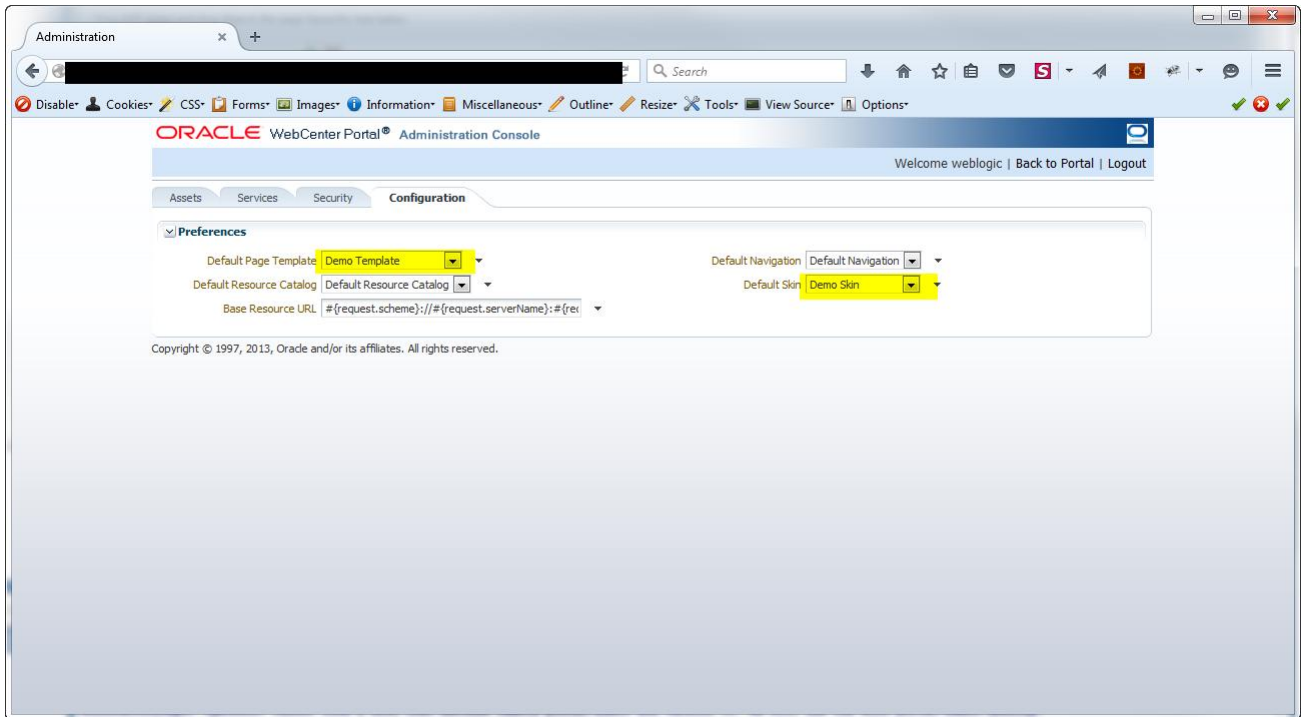 Administration
Search
Disable Cookies CSS Forms Images Information Miscellaneous Outline Resize Tools View Source Options
ORACLE WebCenter Portal® Administration Console
Welcome weblogic | Back to Portal | Logout
Assets Services Security Configuration
Preferences
Default Page Template Demo Template Default Navigation Default Navigation
Default Resource Catalog Default Resource Catalog Default Skin Demo Skin
Base Resource URL #{request.scheme}://#{request.serverName}:#{rec
Copyright © 1997, 2013, Oracle and/or its affiliates. All rights reserved.